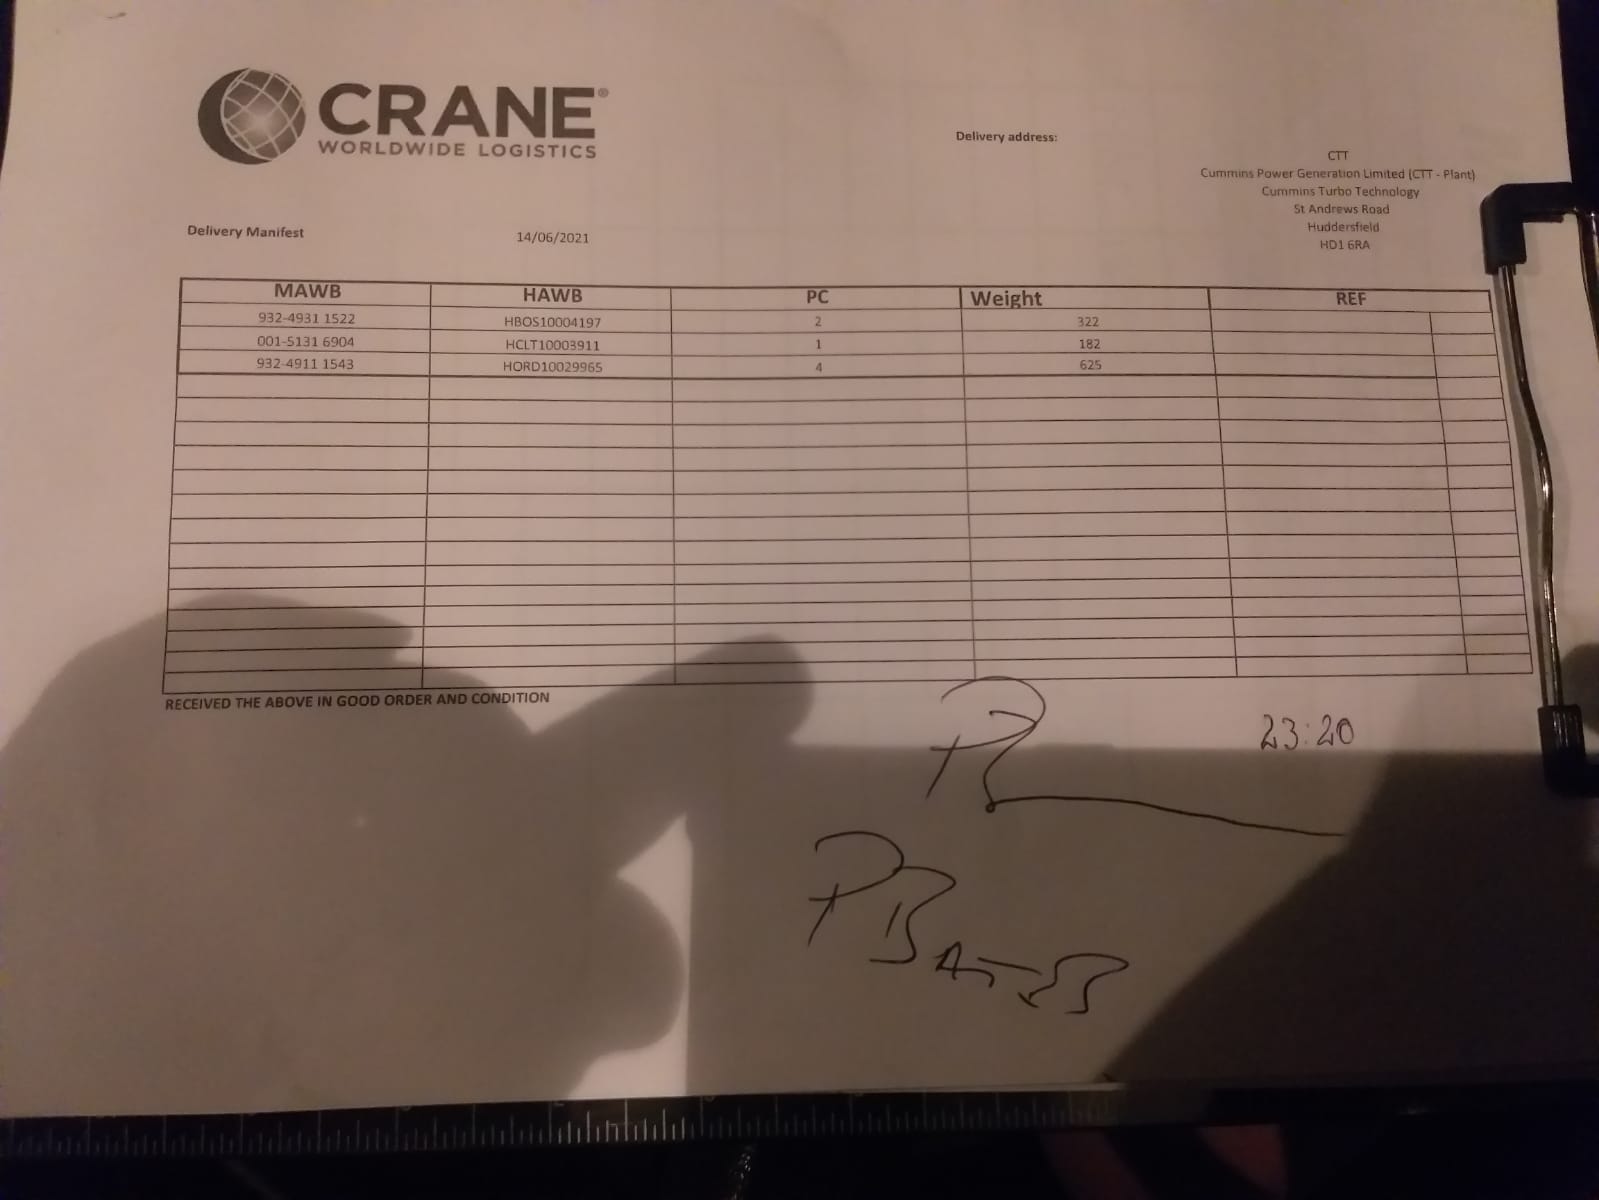 CRANE®
WORLDWIDE LOGISTICS
Delivery address:
CTT
Cummins Power Generation Limited (CTT - Plant)
Cummins Turbo Technology
St Andrews Road
Huddersfield
HD1 6RA
Delivery Manifest 14/06/2021
MAWB HAWB PC Weight REF
932-4931 1522 HBOS10004197 2 322
001-5131 6904 HCLT10003911 1 182
932-4911 1543 HORD10029965 4 625
RECEIVED THE ABOVE IN GOOD ORDER AND CONDITION
23:20